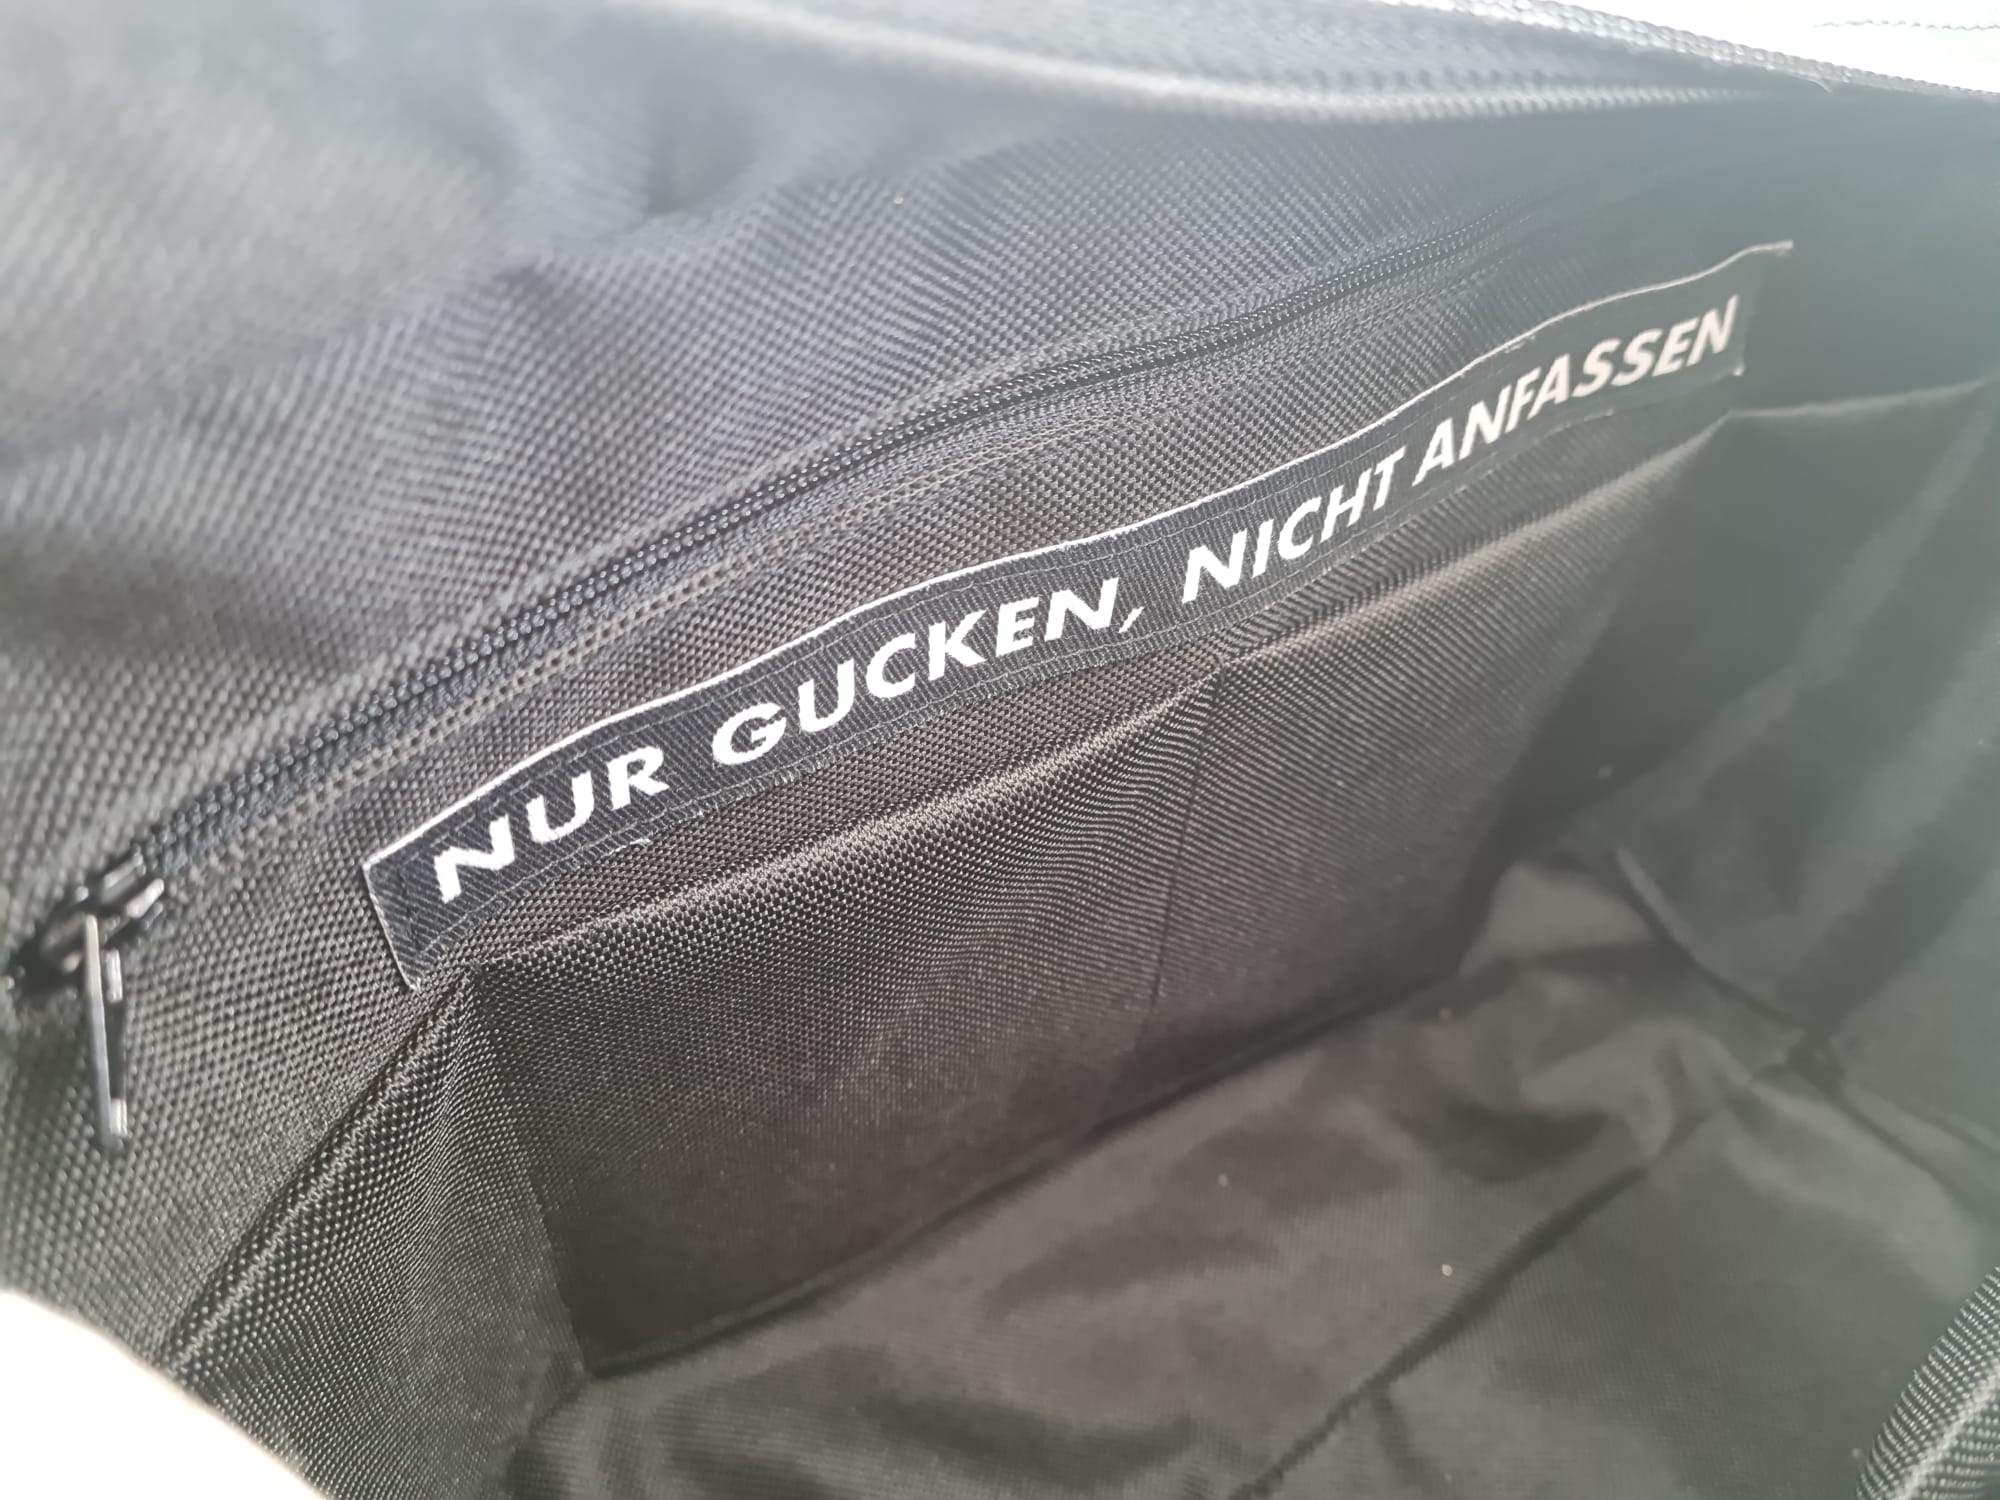 NUR GUCKEN, NICHT ANFASSEN